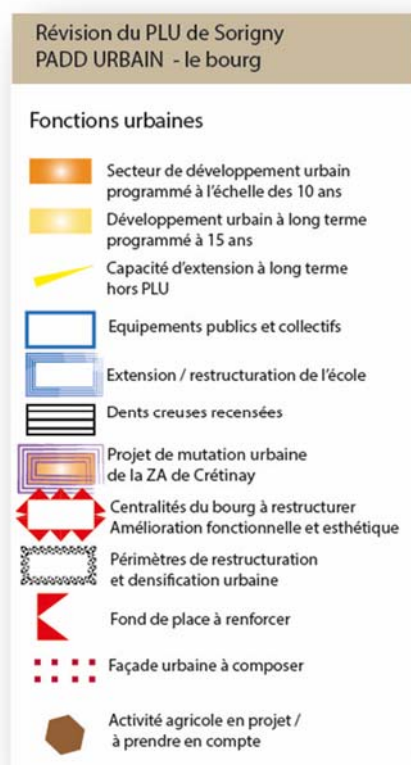 Révision du PLU de Sorigny
PADD URBAIN - le bourg
Fonctions urbaines
Secteur de développement urbain
programmé à l'échelle des 10 ans
Développement urbain à long terme
programmé à 15 ans
Capacité d'extension à long terme
hors PLU
Equipements publics et collectifs
Extension / restructuration de l'école
Dents creuses recensées
Projet de mutation urbaine
de la ZA de Crétinay
Centralités du bourg à restructurer
Amélioration fonctionnelle et esthétique
Périmètres de restructuration
et densification urbaine
Fond de place à renforcer
Façade urbaine à composer
Activité agricole en projet /
à prendre en compte